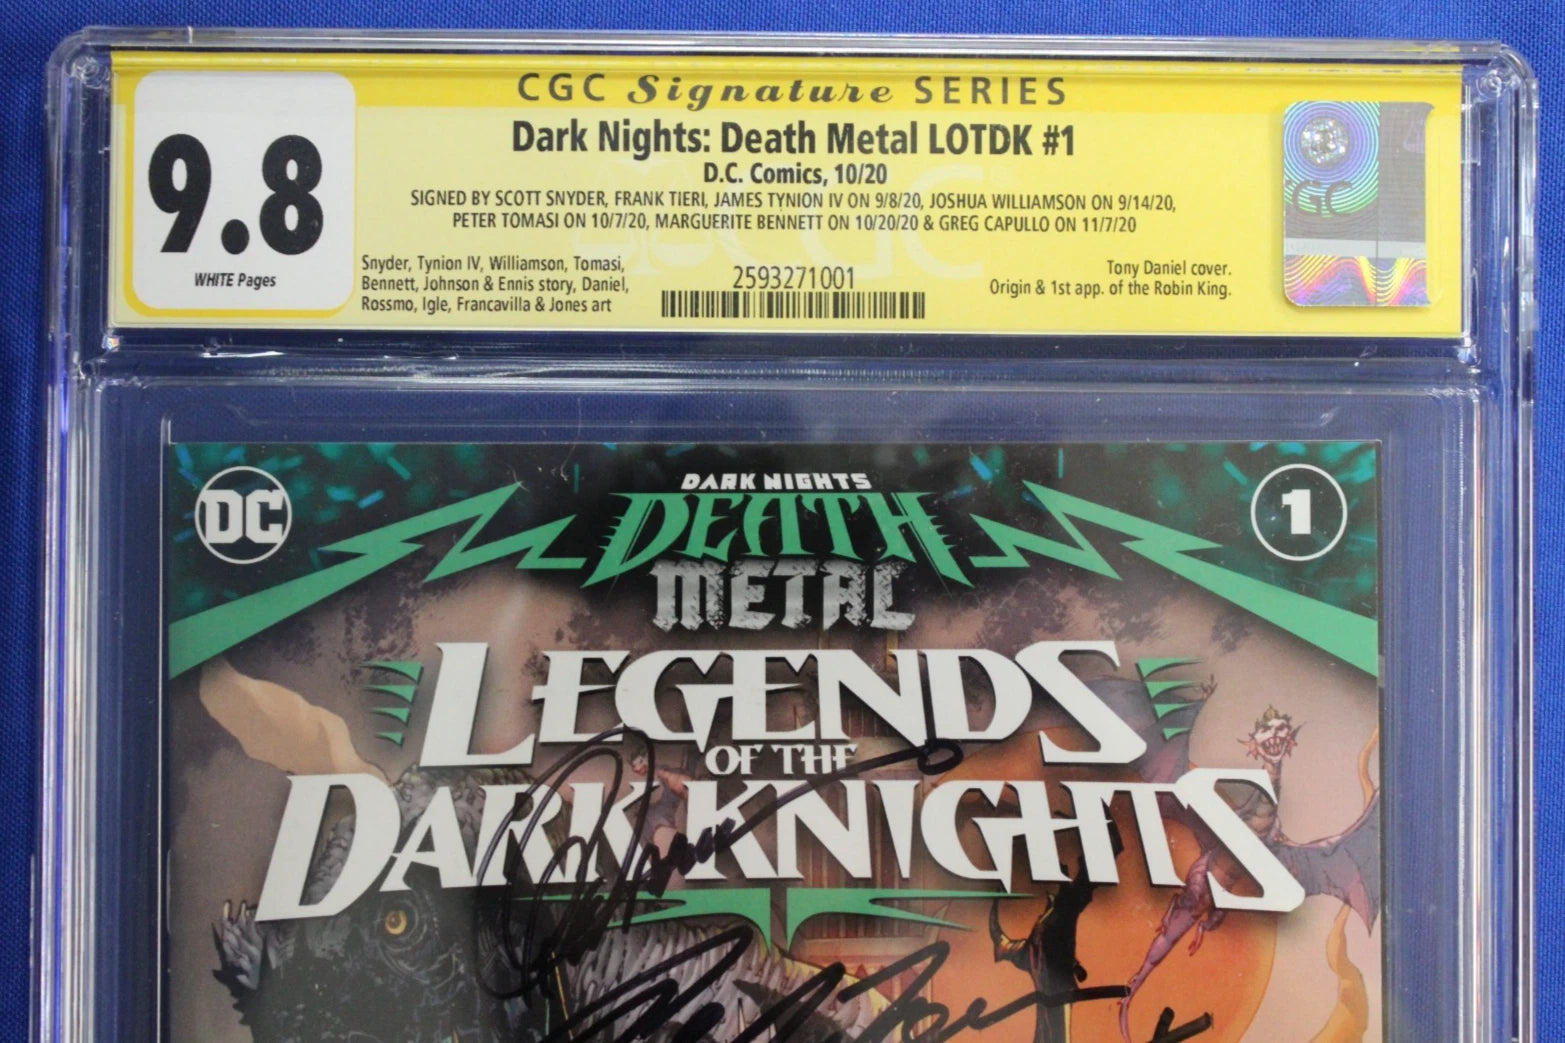 CGC Signature SERIES
Dark Nights: Death Metal LOTDK #1
D.C. Comics, 10/20
SIGNED BY SCOTT SNYDER, FRANK TIERI, JAMES TYNION IV ON 9/8/20, JOSHUA WILLIAMSON ON 9/14/20,
PETER TOMASI ON 10/7/20, MARGUERITE BENNETT ON 10/20/20 & GREG CAPULLO ON 11/7/20
9.8
WHITE Pages
Snyder, Tynion IV, Williamson, Tomasi,
Bennett, Johnson & Ennis story, Daniel,
Rossmo, Igle, Francavilla & Jones art
2593271001
Tony Daniel cover.
Origin & 1st app. of the Robin King.
CGC
DC
DARK NIGHTS
DEATH
METAL
1
LEGENDS
OF THE
DARK KNIGHTS